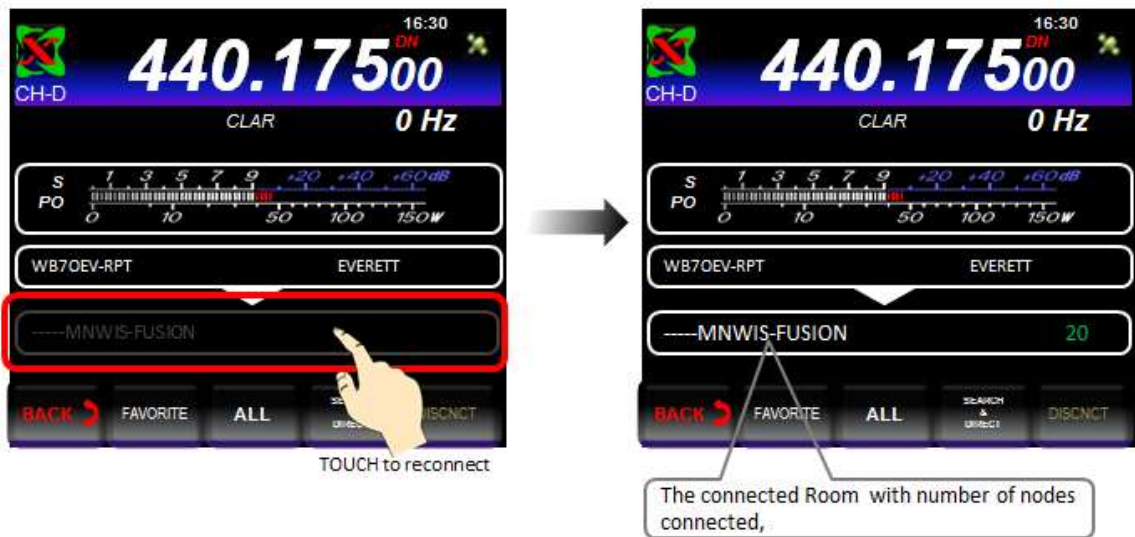 16:30
440.17500
DN
CH-D
CLAR 0 Hz
S 1 3 5 7 9 +20 +40 +60dB
PO 0 10 50 100 150W
WB7OEV-RPT EVERETT
-----MNWIS-FUSION
BACK FAVORITE ALL DISCNCT
TOUCH to reconnect
16:30
440.17500
DN
CH-D
CLAR 0 Hz
S 1 3 5 7 9 +20 +40 +60dB
PO 0 10 50 100 150W
WB7OEV-RPT EVERETT
-----MNWIS-FUSION 20
BACK FAVORITE ALL SEARCH & DIRECT DISCNCT
The connected Room with number of nodes
connected,